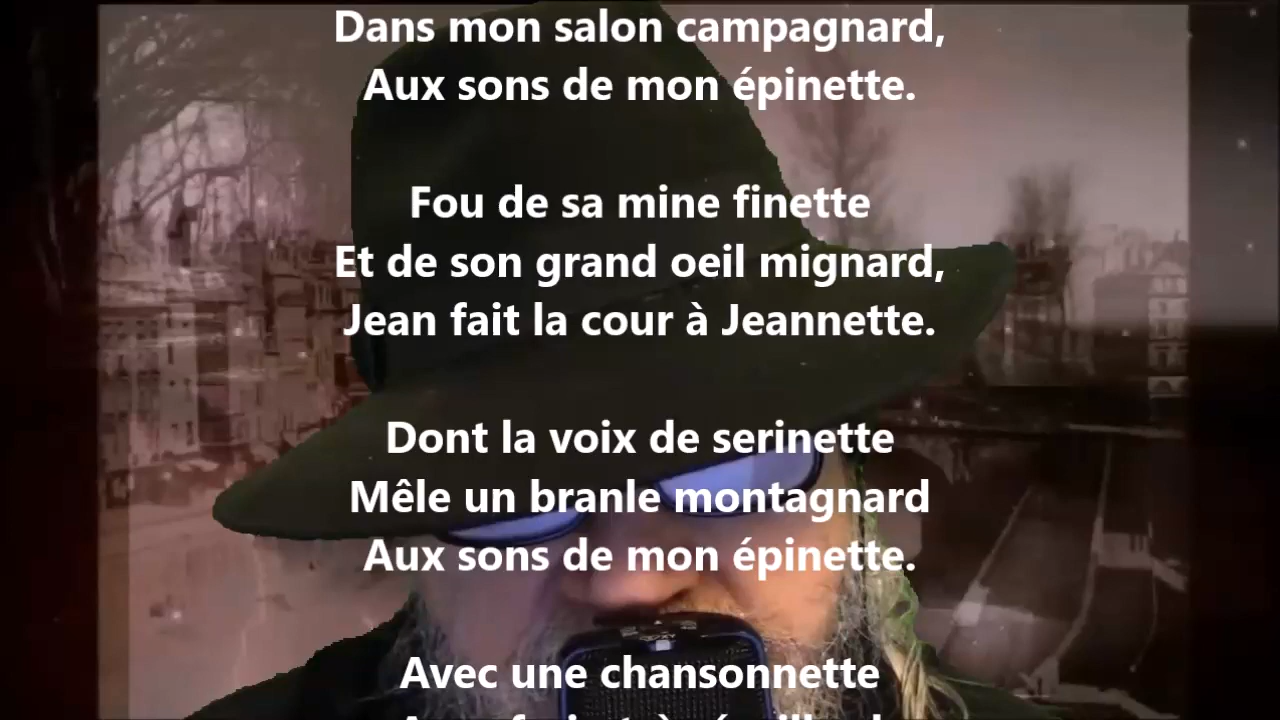 Dans mon salon campagnard,
Aux sons de mon épinette.
Fou de sa mine finette
Et de son grand oeil mignard,
Jean fait la cour à Jeannette.
Dont la voix de serinette
Mêle un branle montagnard
Aux sons de mon épinette.
Avec une chansonnette